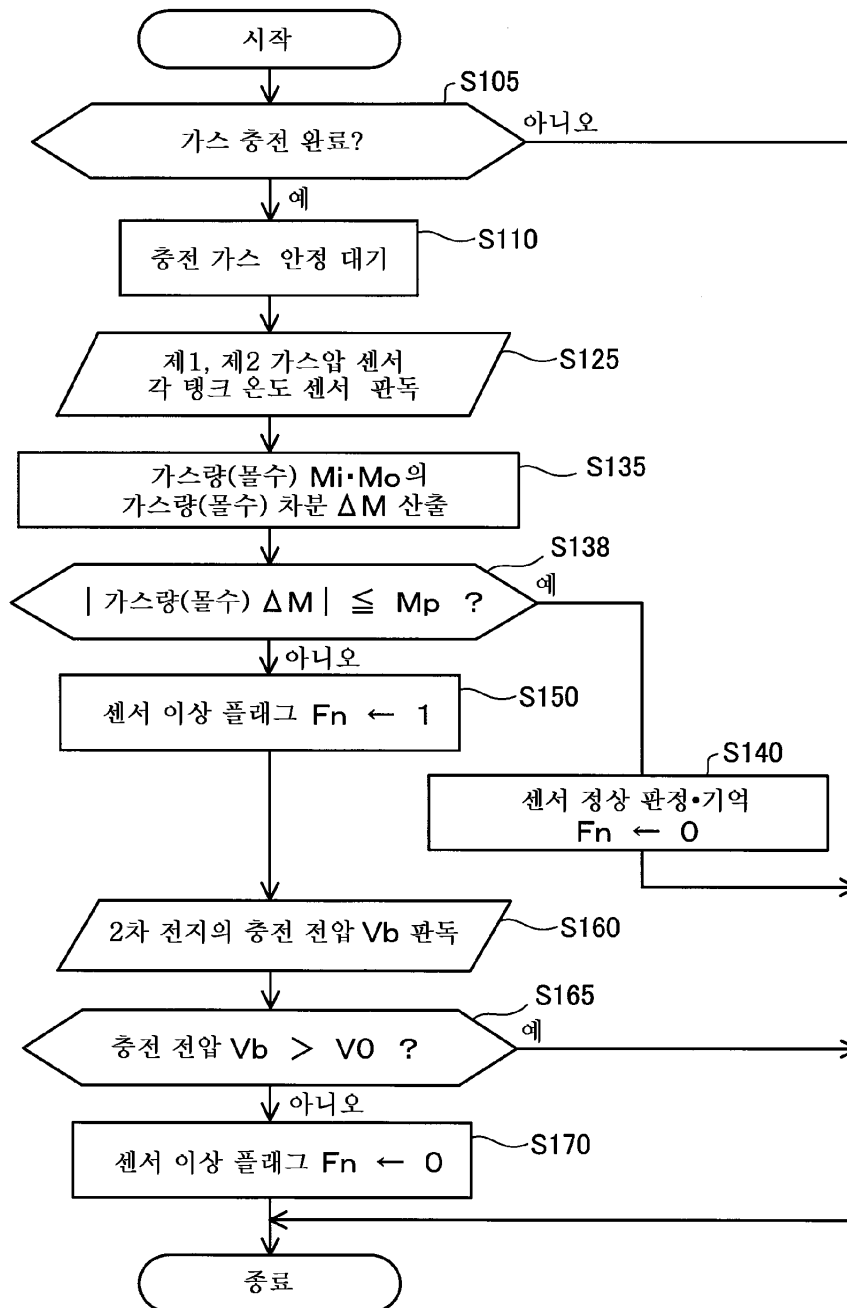 시작
S105
가스 충전 완료?
아니오
예
S110
충전 가스 안정 대기
제1, 제2 가스압 센서
각 탱크 온도 센서 판독
S125
가스량(몰수) Mi·Mo의
가스량(몰수) 차분 ΔM 산출
S135
S138
| 가스량(몰수) ΔM | ≦ Mp ?
예
아니오
S150
센서 이상 플래그 Fn ← 1
S140
센서 정상 판정·기억
Fn ← 0
2차 전지의 충전 전압 Vb 판독
S160
S165
충전 전압 Vb > V0 ?
예
아니오
센서 이상 플래그 Fn ← 0
S170
종료